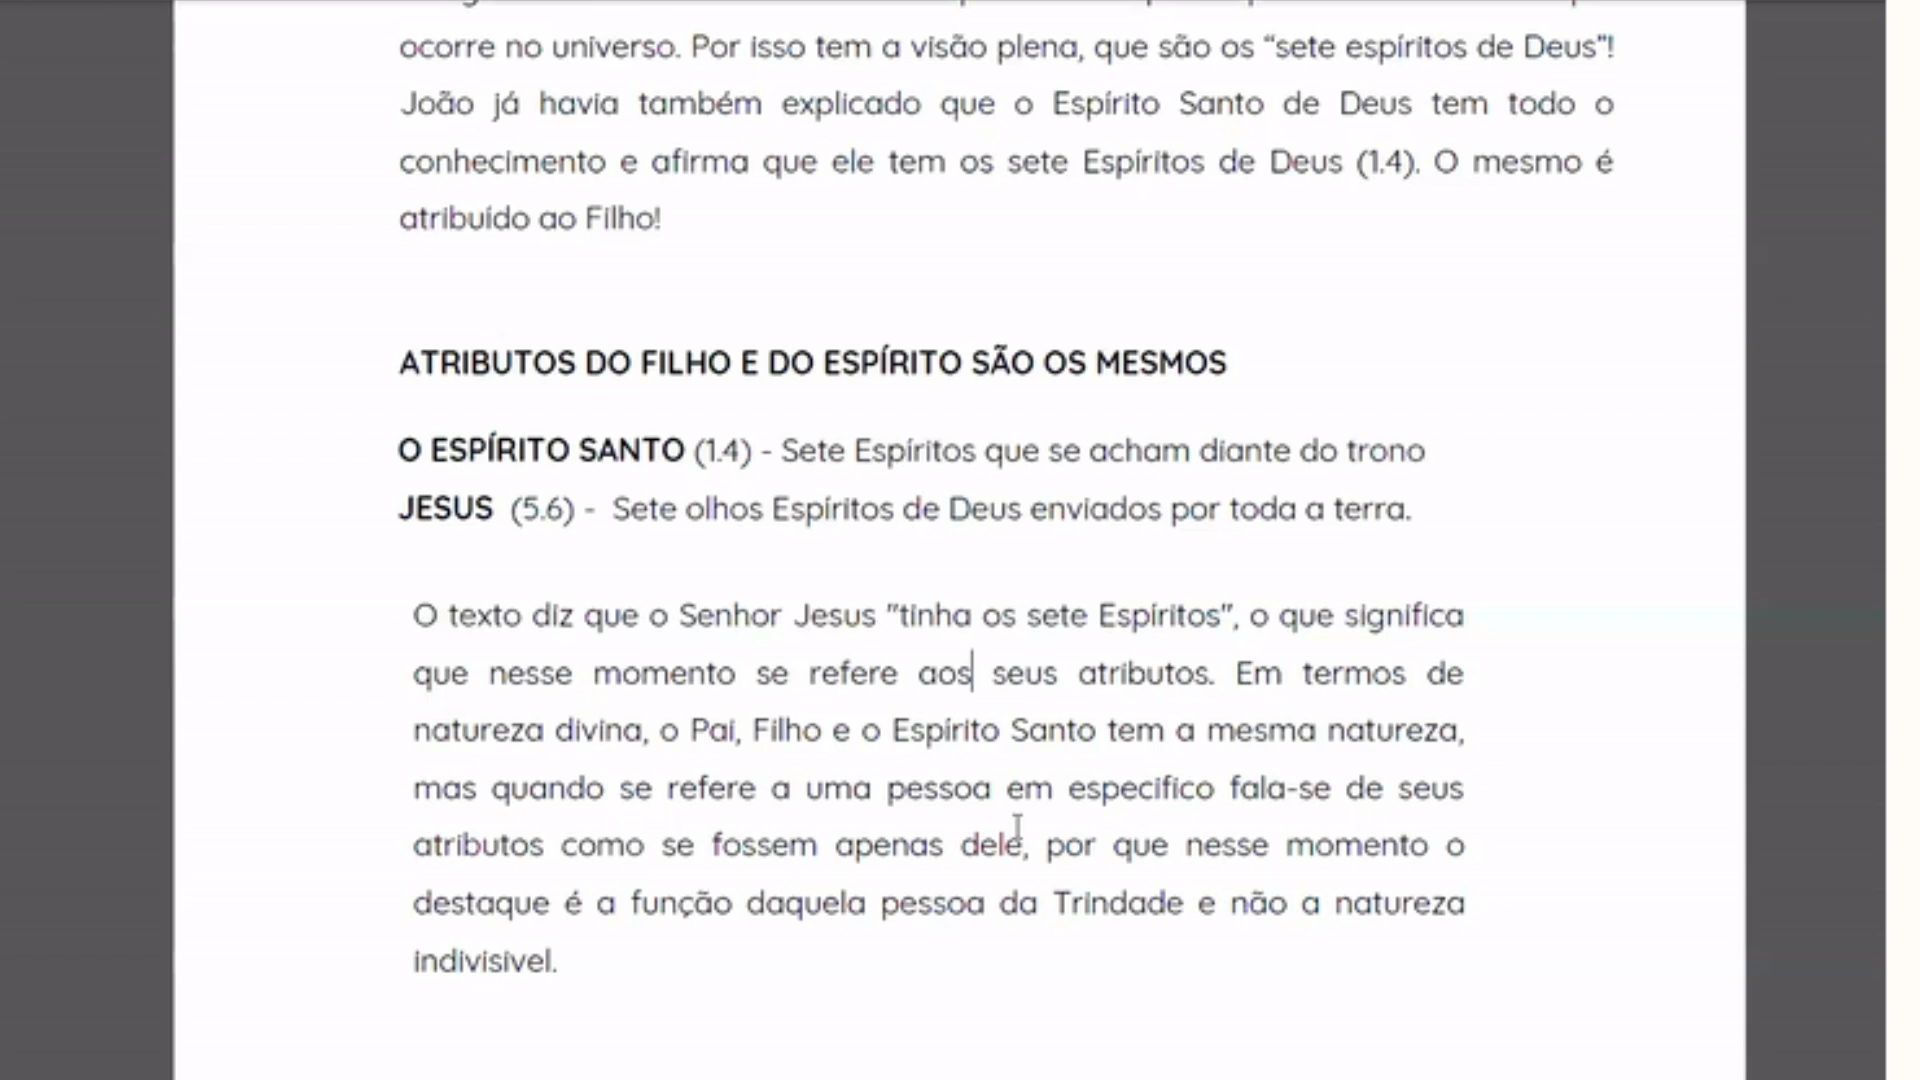 ocorre no universo. Por isso tem a visão plena, que são os “sete espíritos de Deus”!
João já havia também explicado que o Espírito Santo de Deus tem todo o
conhecimento e afirma que ele tem os sete Espíritos de Deus (1.4). O mesmo é
atribuído ao Filho!
ATRIBUTOS DO FILHO E DO ESPÍRITO SÃO OS MESMOS
O ESPÍRITO SANTO (1.4) - Sete Espíritos que se acham diante do trono
JESUS (5.6) - Sete olhos Espíritos de Deus enviados por toda a terra.
O texto diz que o Senhor Jesus "tinha os sete Espíritos", o que significa
que nesse momento se refere aos seus atributos. Em termos de
natureza divina, o Pai, Filho e o Espírito Santo tem a mesma natureza,
mas quando se refere a uma pessoa em especifico fala-se de seus
atributos como se fossem apenas dele, por que nesse momento o
destaque é a função daquela pessoa da Trindade e não a natureza
indivisivel.